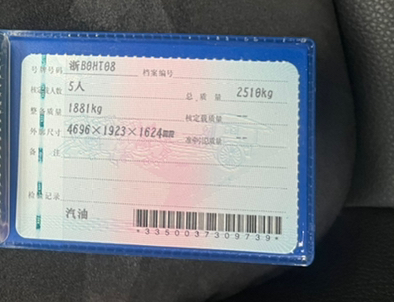 号牌号码 浙B0HT08 档案编号
核定载人数 5人 总质量 2510kg
整备质量 1881kg 核定载质量 --
外廓尺寸 4696×1923×1624mm 准牵引总质量 --
备注
检验记录
汽油
*3350037309739*